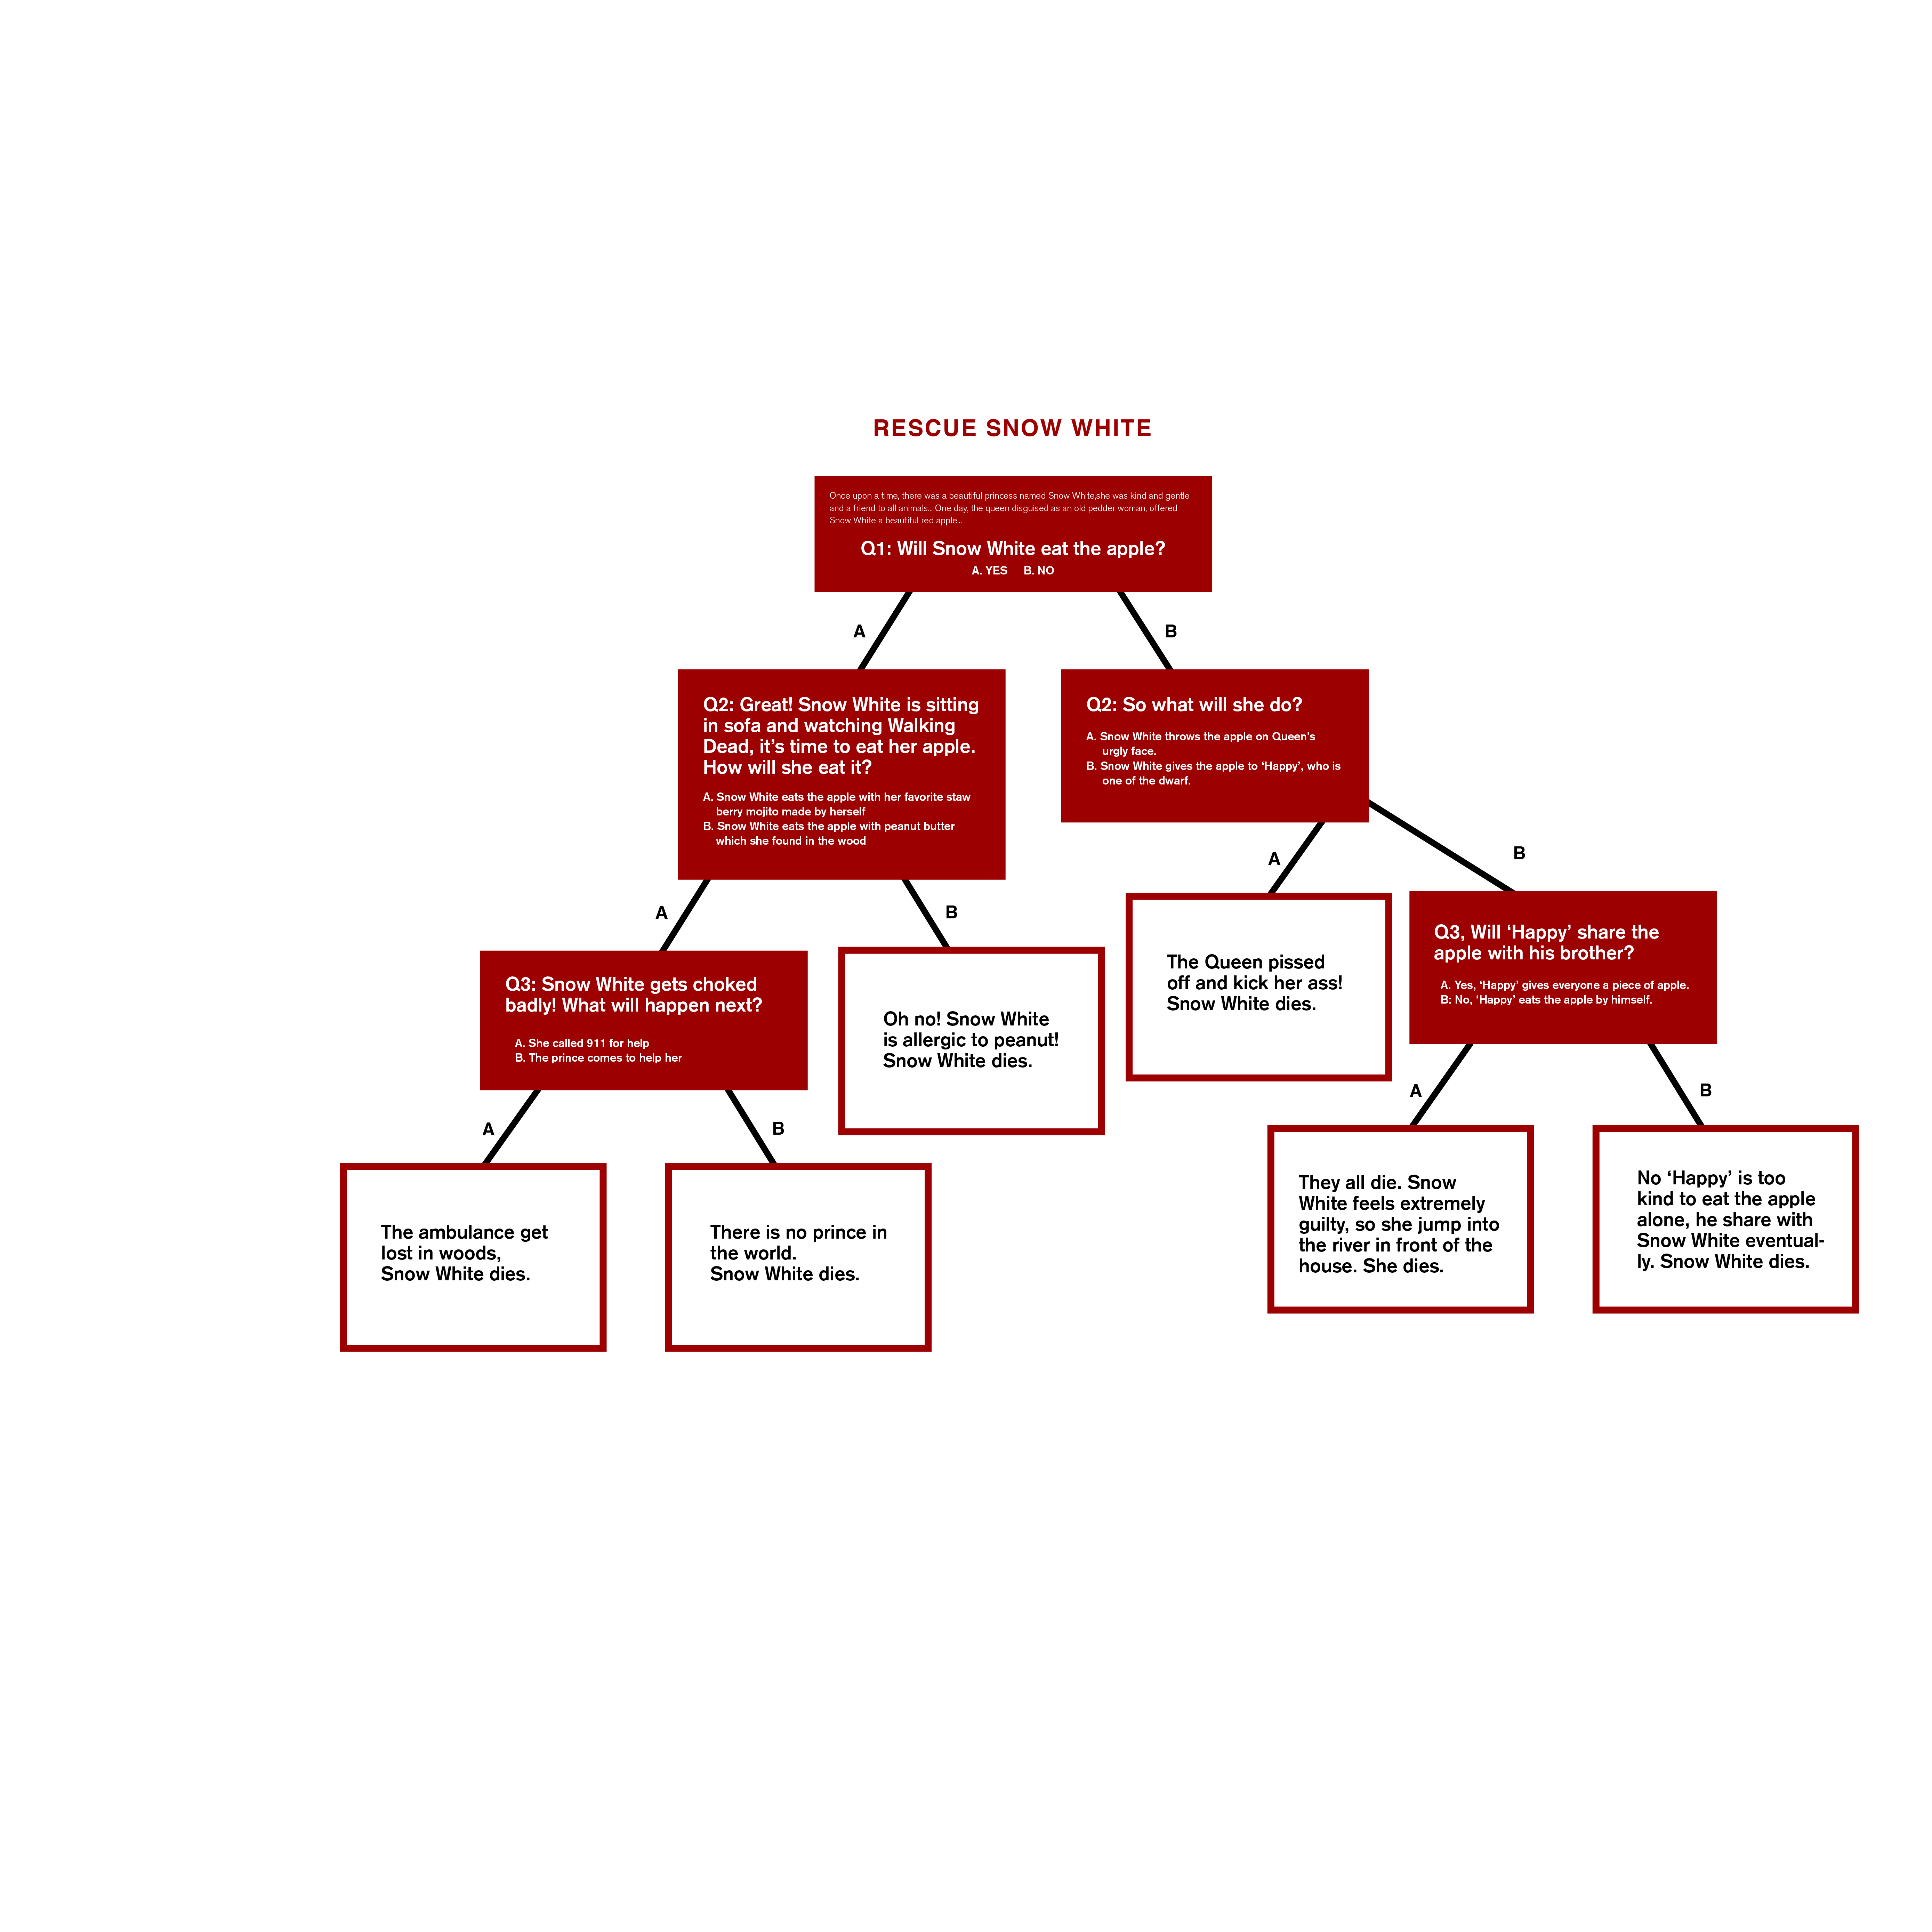 RESCUE SNOW WHITE
Once upon a time, there was a beautiful princess named Snow White,she was kind and gentle
and a friend to all animals... One day, the queen disguised as an old pedder woman, offered
Snow White a beautiful red apple...
Q1: Will Snow White eat the apple?
A. YES B. NO
A
B
Q2: Great! Snow White is sitting
in sofa and watching Walking
Dead, it's time to eat her apple.
How will she eat it?
A. Snow White eats the apple with her favorite staw
berry mojito made by herself
B. Snow White eats the apple with peanut butter
which she found in the wood
Q2: So what will she do?
A. Snow White throws the apple on Queen's
urgly face.
B. Snow White gives the apple to 'Happy', who is
one of the dwarf.
A
B
A
B
Q3: Snow White gets choked
badly! What will happen next?
A. She called 911 for help
B. The prince comes to help her
Oh no! Snow White
is allergic to peanut!
Snow White dies.
The Queen pissed
off and kick her ass!
Snow White dies.
Q3, Will 'Happy' share the
apple with his brother?
A. Yes, 'Happy' gives everyone a piece of apple.
B: No, 'Happy' eats the apple by himself.
A
B
A
B
The ambulance get
lost in woods,
Snow White dies.
There is no prince in
the world.
Snow White dies.
They all die. Snow
White feels extremely
guilty, so she jump into
the river in front of the
house. She dies.
No 'Happy' is too
kind to eat the apple
alone, he share with
Snow White eventual-
ly. Snow White dies.